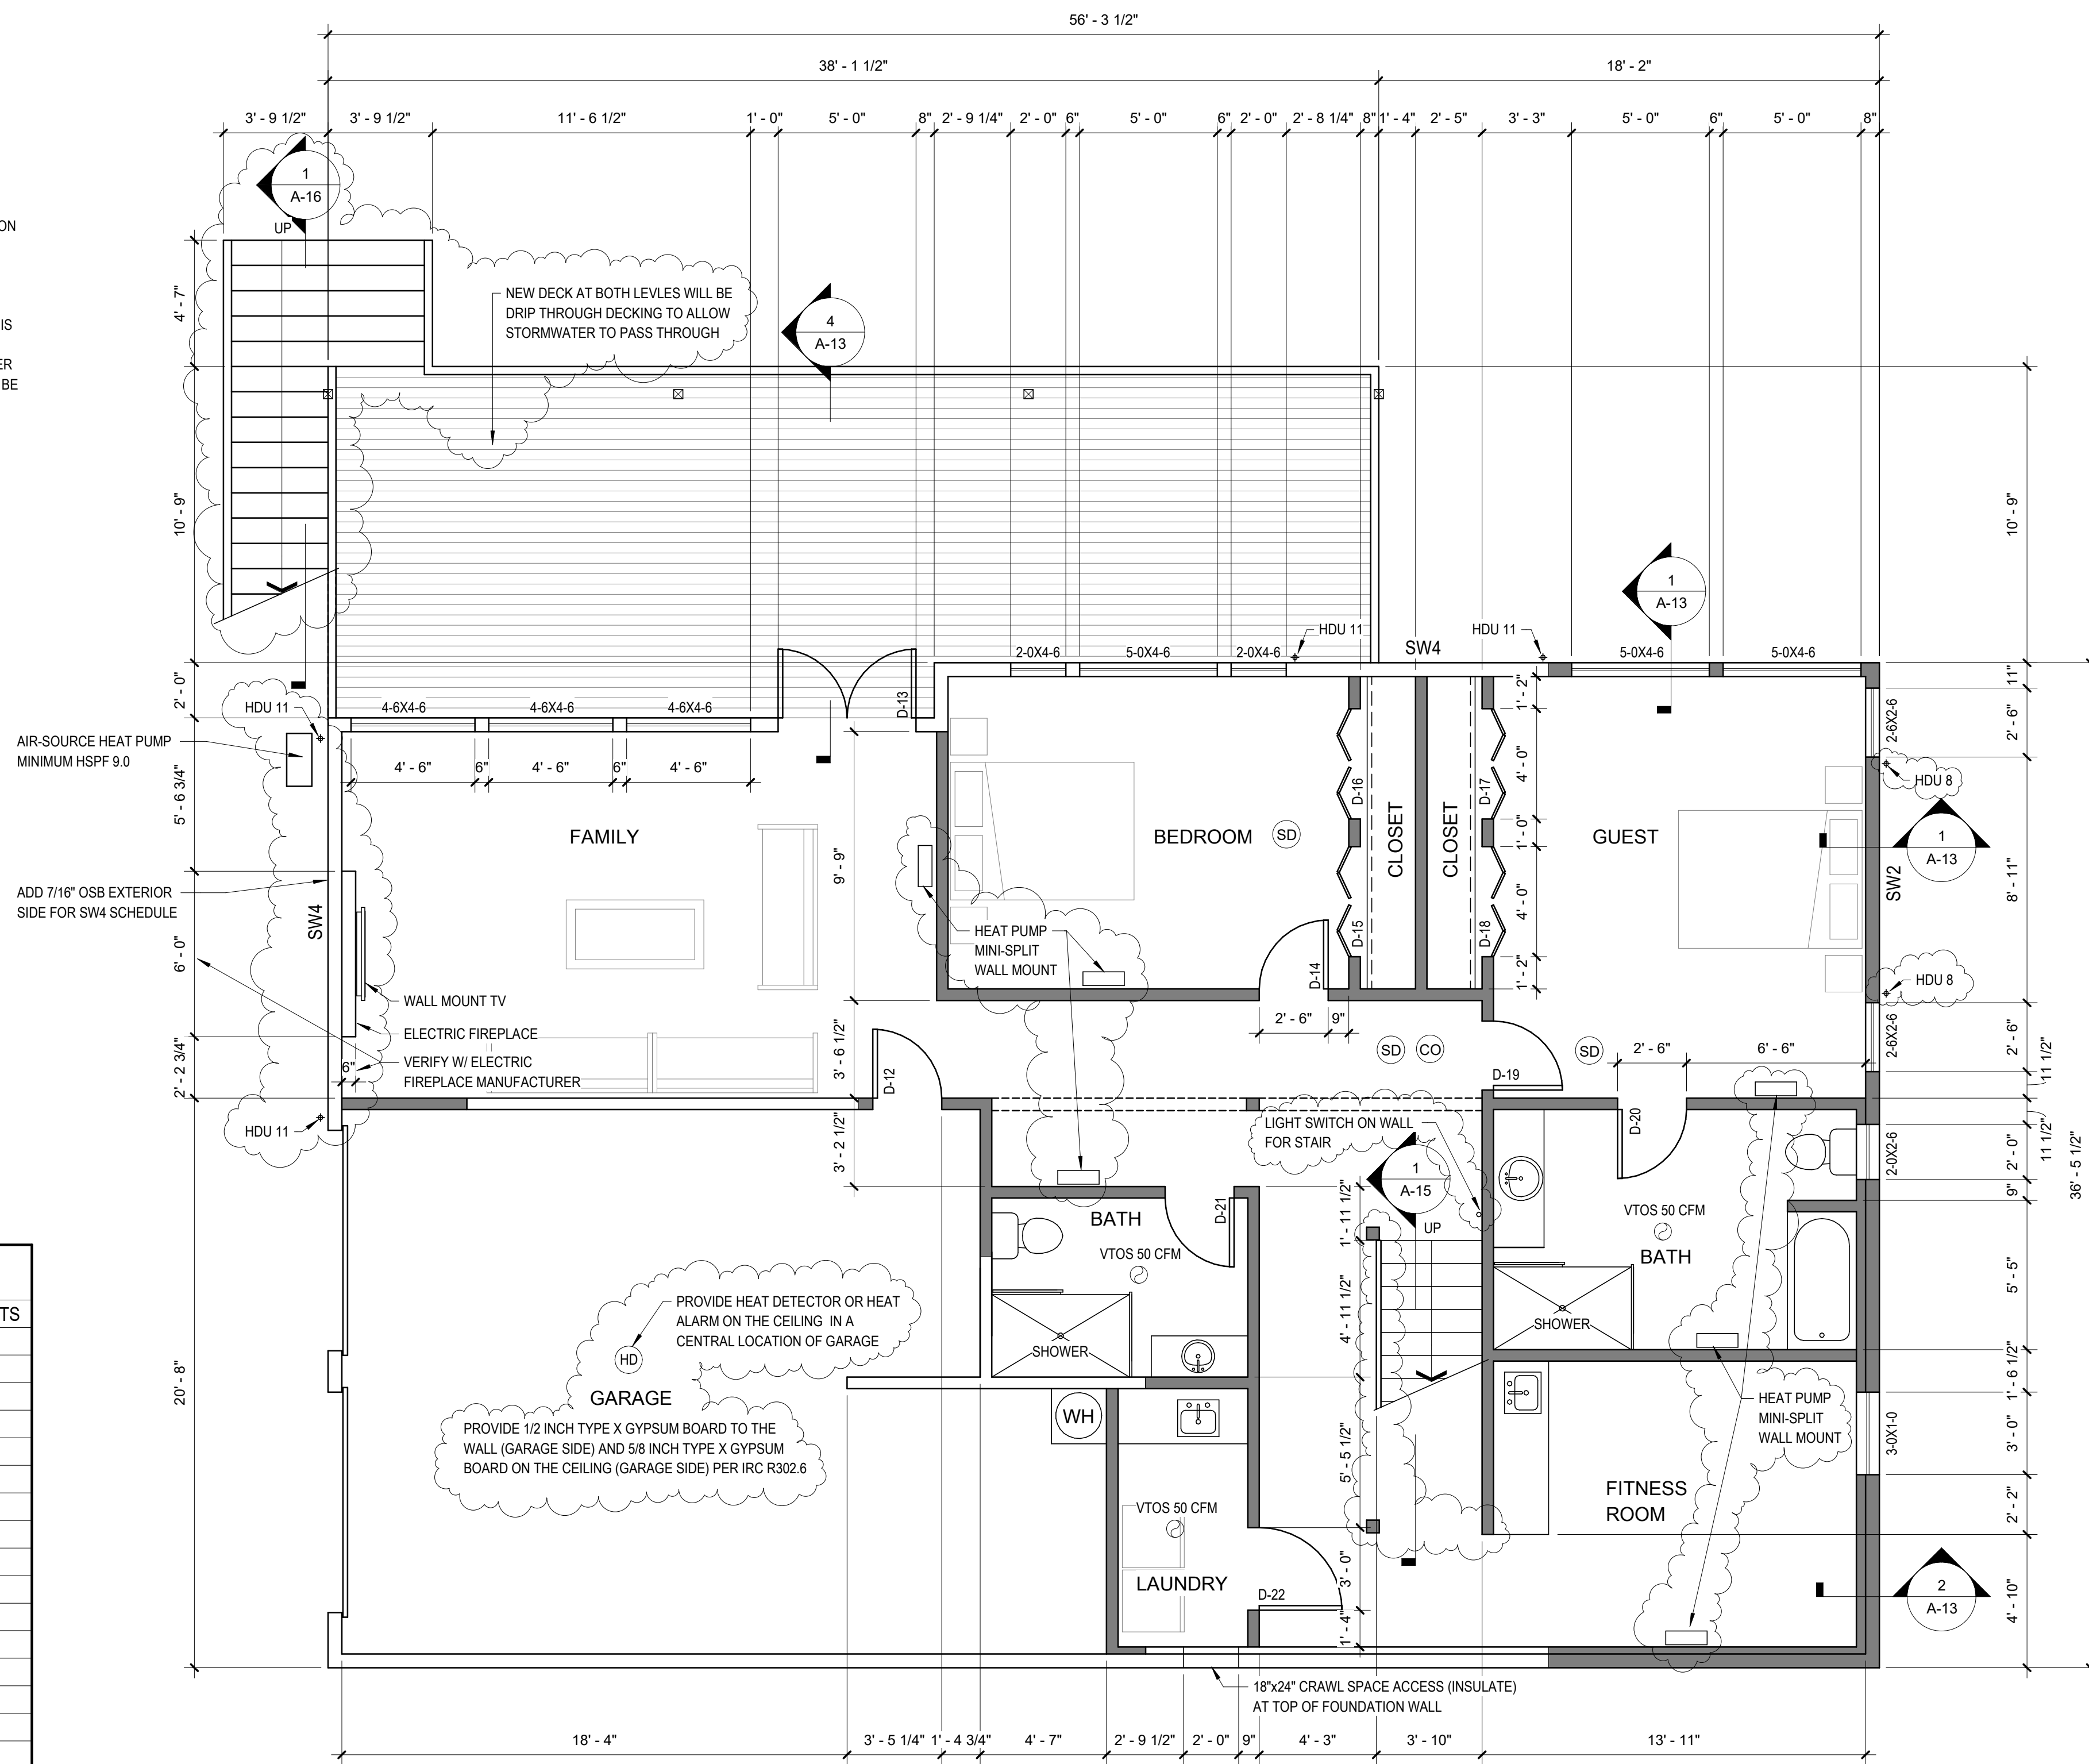 56' - 3 1/2"
38' - 1 1/2"
18' - 2"
3' - 9 1/2"
3' - 9 1/2"
11' - 6 1/2"
1' - 0"
5' - 0"
8"
2' - 9 1/4"
2' - 0"
6"
5' - 0"
6"
2' - 0"
2' - 8 1/4"
8"
1' - 4"
2' - 5"
3' - 3"
5' - 0"
6"
5' - 0"
8"
1
A-16
UP
ON
IS
ER
BE
4' - 7"
10' - 9"
2' - 0"
5' - 6 3/4"
6' - 0"
2' - 2 3/4"
20' - 8"
NEW DECK AT BOTH LEVLES WILL BE
DRIP THROUGH DECKING TO ALLOW
STORMWATER TO PASS THROUGH
4
A-13
1
A-13
10' - 9"
HDU 11
SW4
HDU 11
2-0X4-6
5-0X4-6
2-0X4-6
5-0X4-6
5-0X4-6
HDU 11
4-6X4-6
4-6X4-6
4-6X4-6
D-13
AIR-SOURCE HEAT PUMP
MINIMUM HSPF 9.0
4' - 6"
6"
4' - 6"
6"
4' - 6"
1' - 2"
4' - 0"
1' - 0"
4' - 0"
1' - 2"
11"
2' - 6"
2-6X2-6
HDU 8
FAMILY
9' - 9"
BEDROOM
SD
D-16
CLOSET
CLOSET
D-17
GUEST
1
A-13
SW2
8' - 11"
ADD 7/16" OSB EXTERIOR
SIDE FOR SW4 SCHEDULE
SW4
HEAT PUMP
MINI-SPLIT
WALL MOUNT
D-15
D-18
D-14
HDU 8
WALL MOUNT TV
ELECTRIC FIREPLACE
VERIFY W/ ELECTRIC
FIREPLACE MANUFACTURER
6"
3' - 6 1/2"
D-12
2' - 6"
9"
SD
CO
SD
2' - 6"
6' - 6"
D-19
2-6X2-6
2' - 6"
11 1/2"
HDU 11
3' - 2 1/2"
LIGHT SWITCH ON WALL
FOR STAIR
1
A-15
D-20
2-0X2-6
2' - 0"
11 1/2"
9"
36' - 5 1/2"
BATH
VTOS 50 CFM
D-21
1' - 11 1/2"
UP
VTOS 50 CFM
BATH
5' - 5"
PROVIDE HEAT DETECTOR OR HEAT
ALARM ON THE CEILING IN A
CENTRAL LOCATION OF GARAGE
HD
SHOWER
4' - 11 1/2"
SHOWER
TS
GARAGE
PROVIDE 1/2 INCH TYPE X GYPSUM BOARD TO THE
WALL (GARAGE SIDE) AND 5/8 INCH TYPE X GYPSUM
BOARD ON THE CEILING (GARAGE SIDE) PER IRC R302.6
WH
5' - 5 1/2"
HEAT PUMP
MINI-SPLIT
WALL MOUNT
1' - 6 1/2"
3-0X1-0
3' - 0"
FITNESS
ROOM
2' - 2"
VTOS 50 CFM
LAUNDRY
D-22
3' - 0"
1' - 4"
2
A-13
4' - 10"
18"x24" CRAWL SPACE ACCESS (INSULATE)
AT TOP OF FOUNDATION WALL
18' - 4"
3' - 5 1/4"
1' - 4 3/4"
4' - 7"
2' - 9 1/2"
2' - 0"
9"
4' - 3"
3' - 10"
13' - 11"